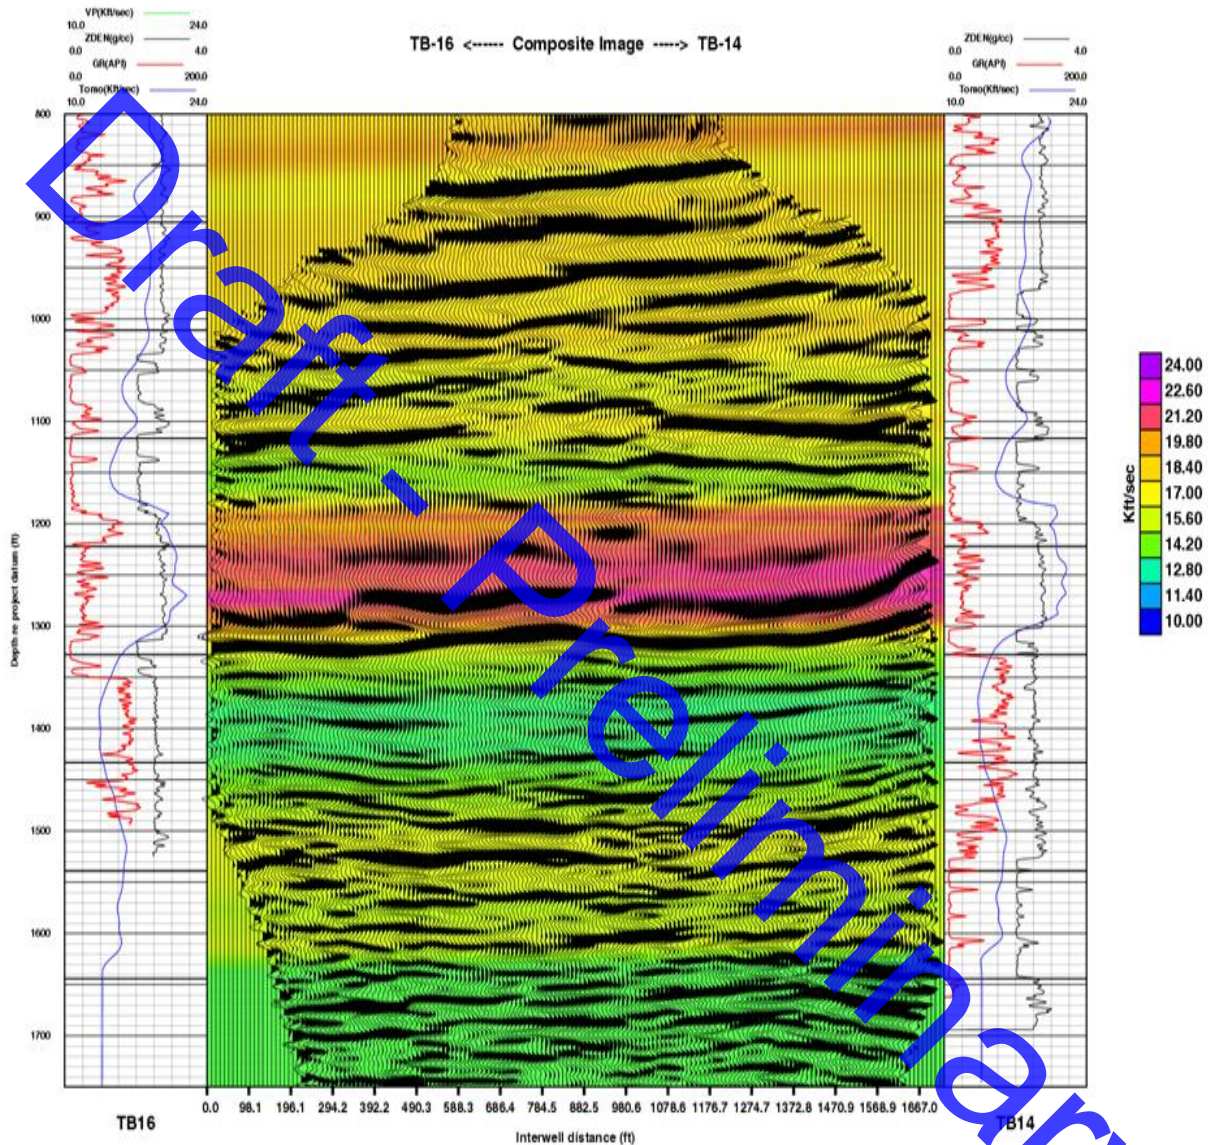 VP(Kft/sec)
10.0 24.0
ZDEN(g/cc)
0.0 4.0
GR(API)
0.0 200.0
Tomo(Kft/sec)
10.0 24.0
TB-16 <------ Composite Image -----> TB-14
ZDEN(g/cc)
0.0 4.0
GR(API)
0.0 200.0
Tomo(Kft/sec)
10.0 24.0
800
900
1000
1100
1200
1300
1400
1500
1600
1700
Depth re project datum (ft)
Draft - Preliminary
Kft/sec
24.00
22.60
21.20
19.80
18.40
17.00
15.60
14.20
12.80
11.40
10.00
0.0 98.1 196.1 294.2 392.2 490.3 588.3 686.4 784.5 882.5 980.6 1078.6 1176.7 1274.7 1372.8 1470.9 1568.9 1667.0
TB16 TB14
Interwell distance (ft)